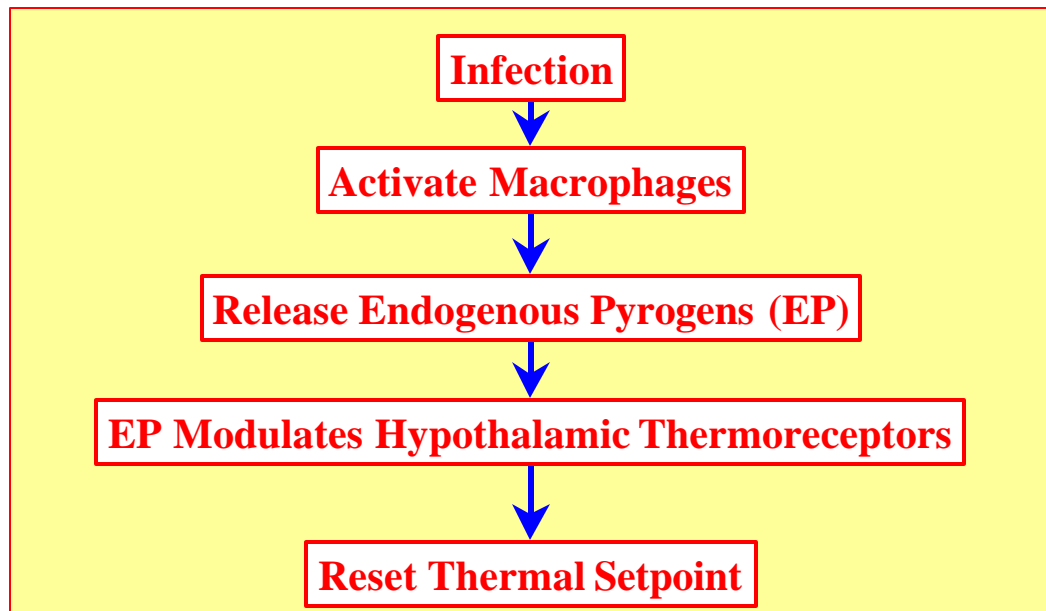 Infection
Activate Macrophages
Release Endogenous Pyrogens (EP)
EP Modulates Hypothalamic Thermoreceptors
Reset Thermal Setpoint